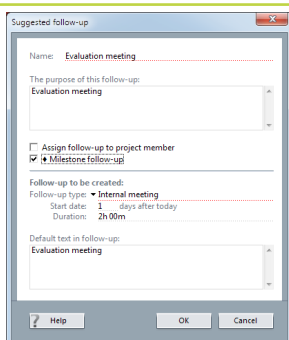 Suggested follow-up
Name: Evaluation meeting
The purpose of this follow-up:
Evaluation meeting
Assign follow-up to project member
Milestone follow-up
Follow-up to be created:
Follow-up type: Internal meeting
Start date: 1 days after today
Duration: 2h 00m
Default text in follow-up:
Evaluation meeting
? Help OK Cancel